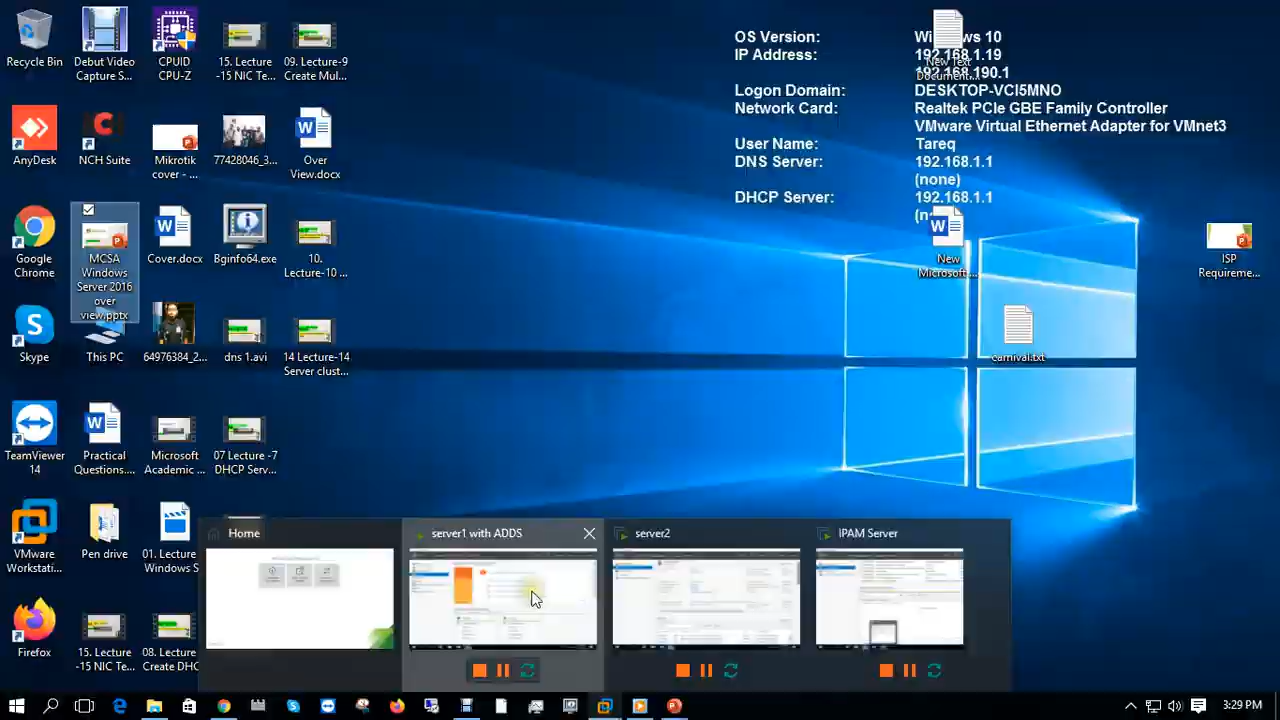 Recycle Bin
Debut Video
Capture S...
CPUID
CPU-Z
15. Lecture
-15 NIC Te...
09. Lecture-9
Create Mul...
AnyDesk
NCH Suite
Mikrotik
cover - ...
77428046_3...
Over
View.docx
Google
Chrome
MCSA
Windows
Server 2016
over
view.pptx
Cover.docx
Bginfo64.exe
10.
Lecture-10 ...
Skype
This PC
64976384_2...
dns 1.avi
14 Lecture-14
Server clust...
TeamViewer
14
Practical
Questions....
Microsoft
Academic ...
07 Lecture -7
DHCP Serv...
VMware
Workstati...
Pen drive
01. Lecture
Windows S
Firefox
15. Lecture
-15 NIC Te...
08. Lecture
Create DHC
OS Version: Windows 10
IP Address: 192.168.1.19
192.168.190.1
Logon Domain: DESKTOP-VCI5MNO
Network Card: Realtek PCIe GBE Family Controller
VMware Virtual Ethernet Adapter for VMnet3
User Name: Tareq
DNS Server: 192.168.1.1
(none)
DHCP Server: 192.168.1.1
New Text
Document...
New
Microsoft...
ISP
Requireme...
carnival.txt
Home
server1 with ADDS
server2
IPAM Server
3:29 PM